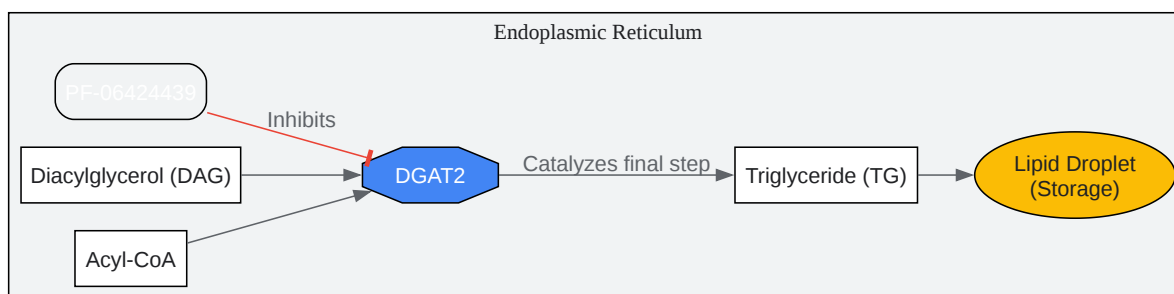 Endoplasmic Reticulum
PF-06424439
Inhibits
Diacylglycerol (DAG)
DGAT2
Catalyzes final step
Triglyceride (TG)
Lipid Droplet
(Storage)
Acyl-CoA